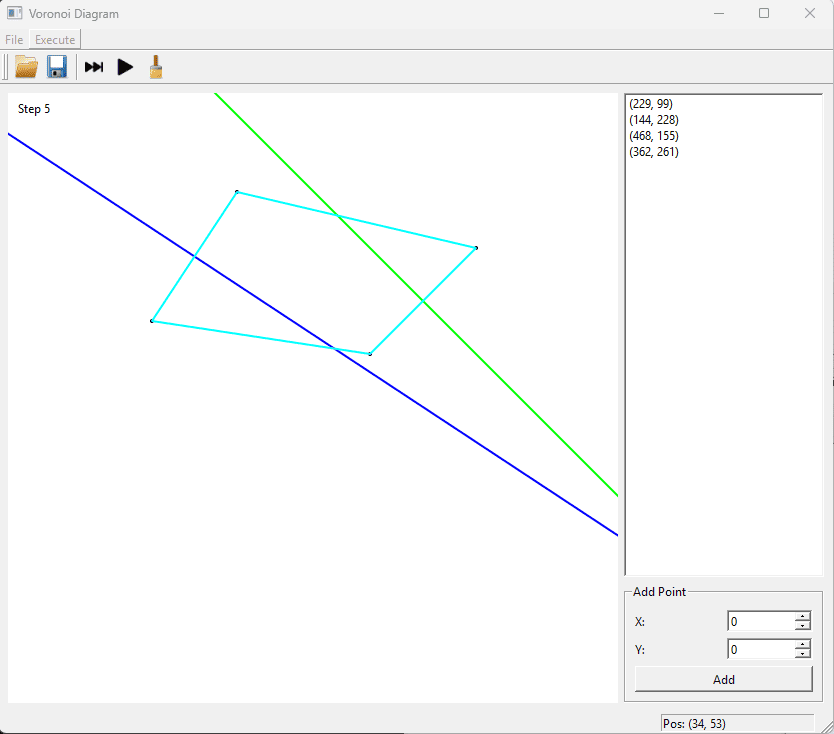 Voronoi Diagram
File Execute
Step 5
(229, 99)
(144, 228)
(468, 155)
(362, 261)
Add Point
X: 0
Y: 0
Add
Pos: (34, 53)